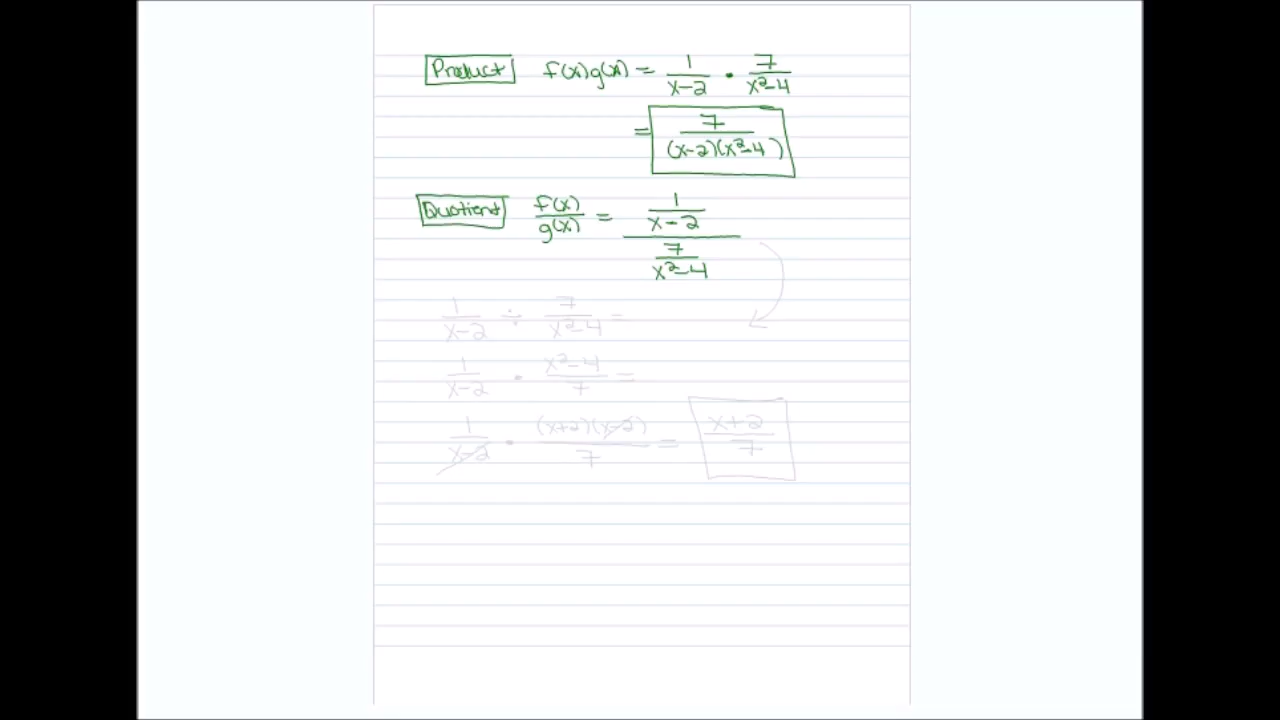 Product f(x)g(x) = 1/(x-2) · 7/(x²-4)
= 7/((x-2)(x²-4))
Quotient f(x)/g(x) = (1/(x-2))/(7/(x²-4))
1/(x-2) ÷ 7/(x²-4) =
1/(x-2) · (x²-4)/7 =
1/(x-2) · ((x+2)(x-2))/7 = (x+2)/7